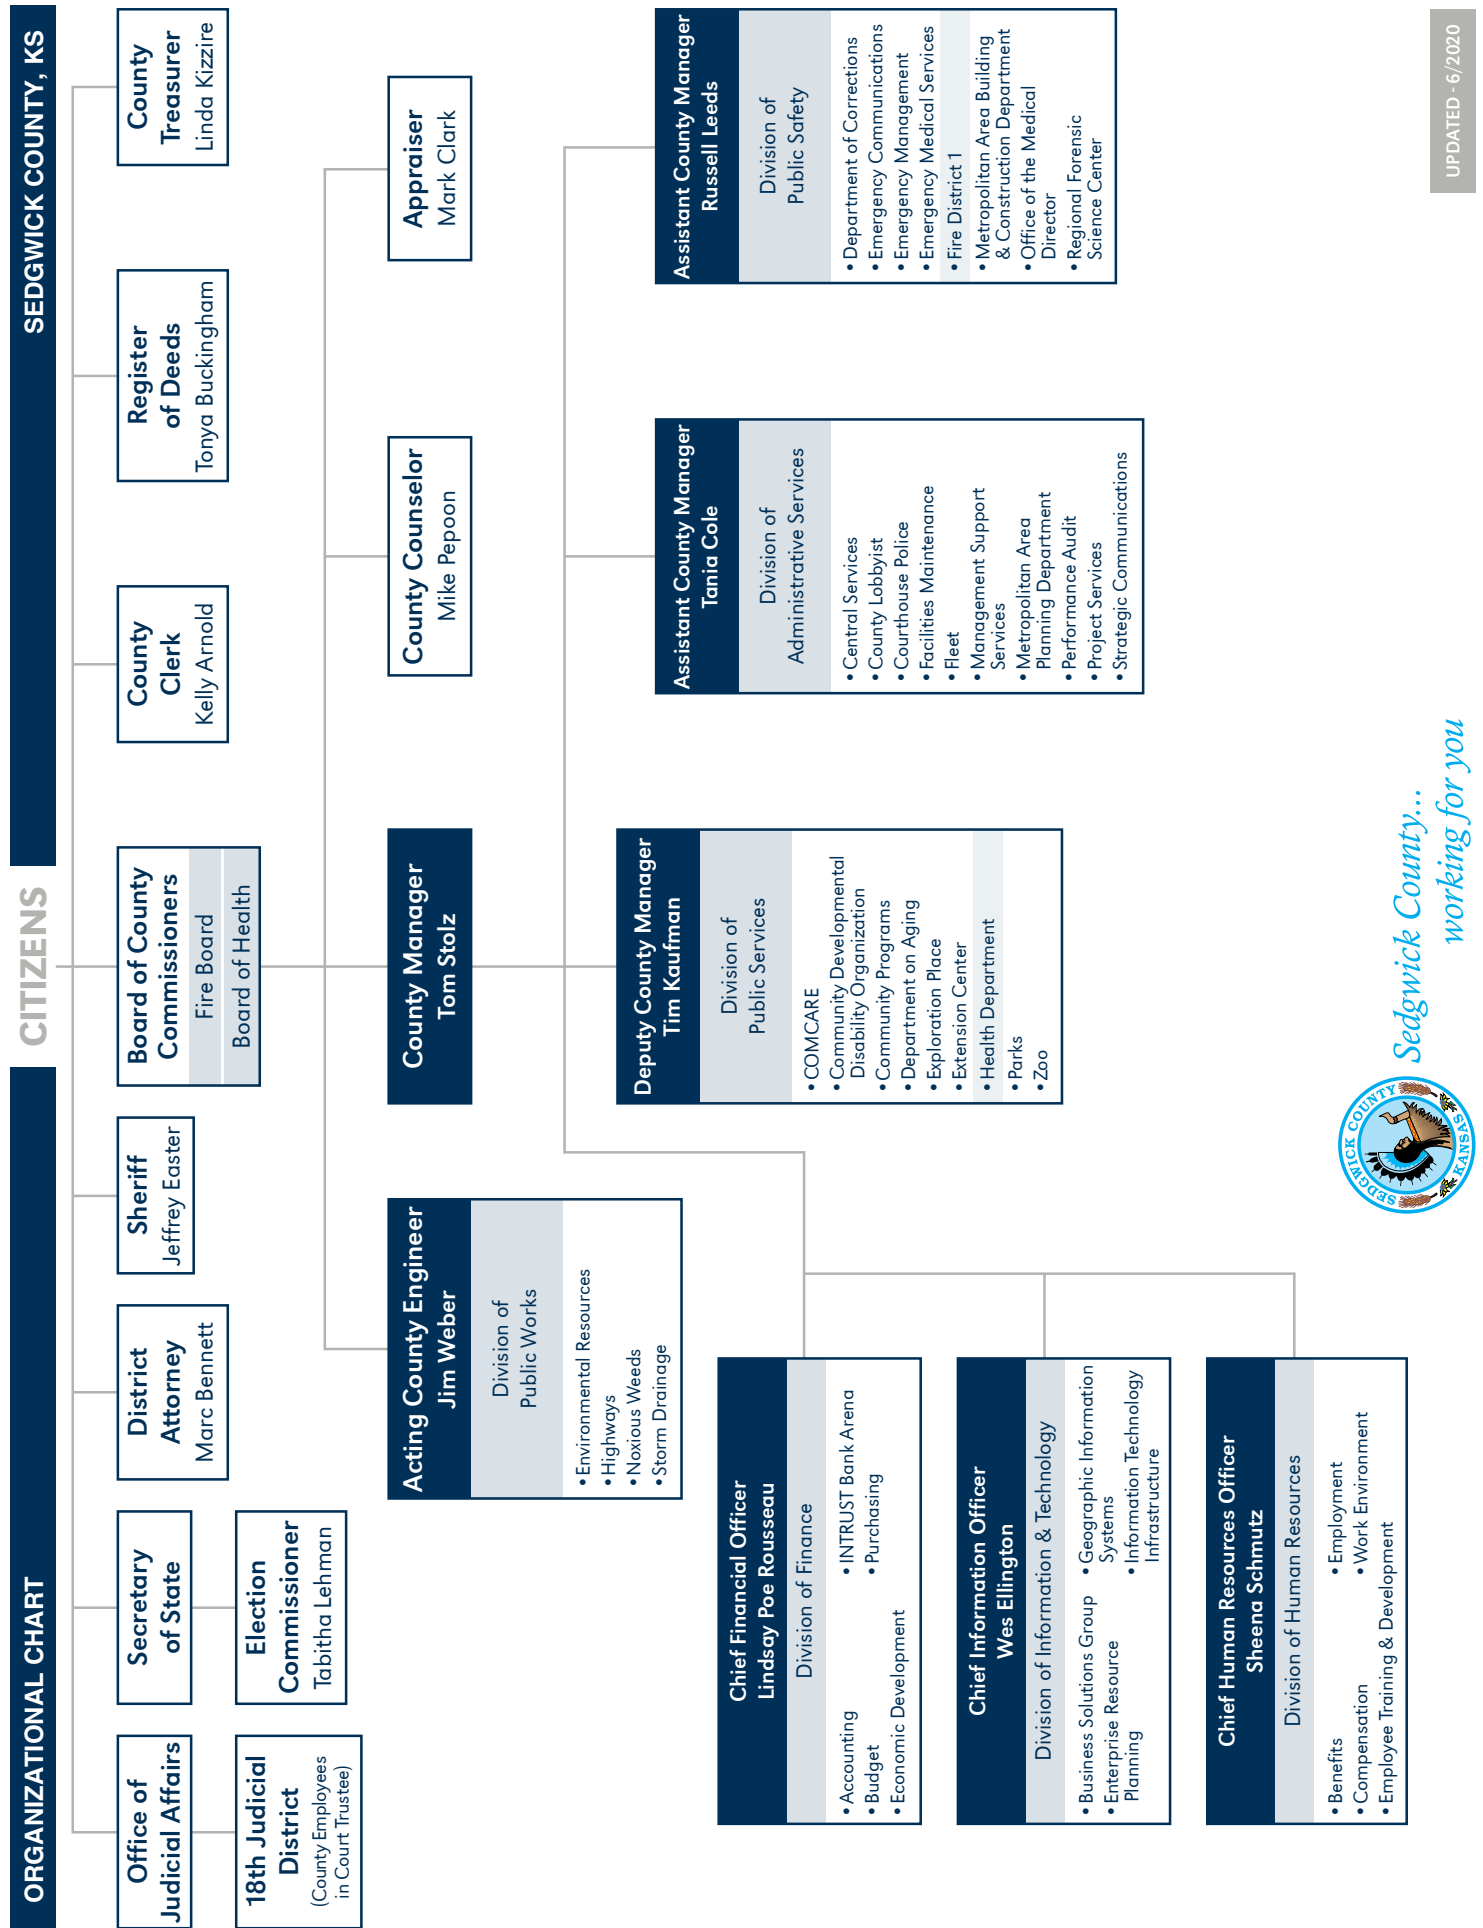 ORGANIZATIONAL CHART
CITIZENS
SEDGWICK COUNTY, KS
Office of
Judicial Affairs
18th Judicial
District
(County Employees
in Court Trustee)
Secretary
of State
Election
Commissioner
Tabitha Lehman
District
Attorney
Marc Bennett
Sheriff
Jeffrey Easter
Board of County
Commissioners
Fire Board
Board of Health
County
Clerk
Kelly Arnold
Register
of Deeds
Tonya Buckingham
County
Treasurer
Linda Kizzire
Acting County Engineer
Jim Weber
Division of
Public Works
• Environmental Resources
• Highways
• Noxious Weeds
• Storm Drainage
County Manager
Tom Stolz
County Counselor
Mike Pepoon
Appraiser
Mark Clark
Chief Financial Officer
Lindsay Poe Rousseau
Division of Finance
• Accounting
• Budget
• Economic Development
• INTRUST Bank Arena
• Purchasing
Chief Information Officer
Wes Ellington
Division of Information & Technology
• Business Solutions Group
• Enterprise Resource
Planning
• Geographic Information
Systems
• Information Technology
Infrastructure
Chief Human Resources Officer
Sheena Schmutz
Division of Human Resources
• Benefits
• Compensation
• Employee Training & Development
• Employment
• Work Environment
Deputy County Manager
Tim Kaufman
Division of
Public Services
• COMCARE
• Community Developmental
Disability Organization
• Community Programs
• Department on Aging
• Exploration Place
• Extension Center
• Health Department
• Parks
• Zoo
Assistant County Manager
Tania Cole
Division of
Administrative Services
• Central Services
• County Lobbyist
• Courthouse Police
• Facilities Maintenance
• Fleet
• Management Support
Services
• Metropolitan Area
Planning Department
• Performance Audit
• Project Services
• Strategic Communications
Assistant County Manager
Russell Leeds
Division of
Public Safety
• Department of Corrections
• Emergency Communications
• Emergency Management
• Emergency Medical Services
• Fire District 1
• Metropolitan Area Building
& Construction Department
• Office of the Medical
Director
• Regional Forensic
Science Center
SEDGWICK COUNTY
KANSAS
Sedgwick County...
working for you
UPDATED - 6/2020